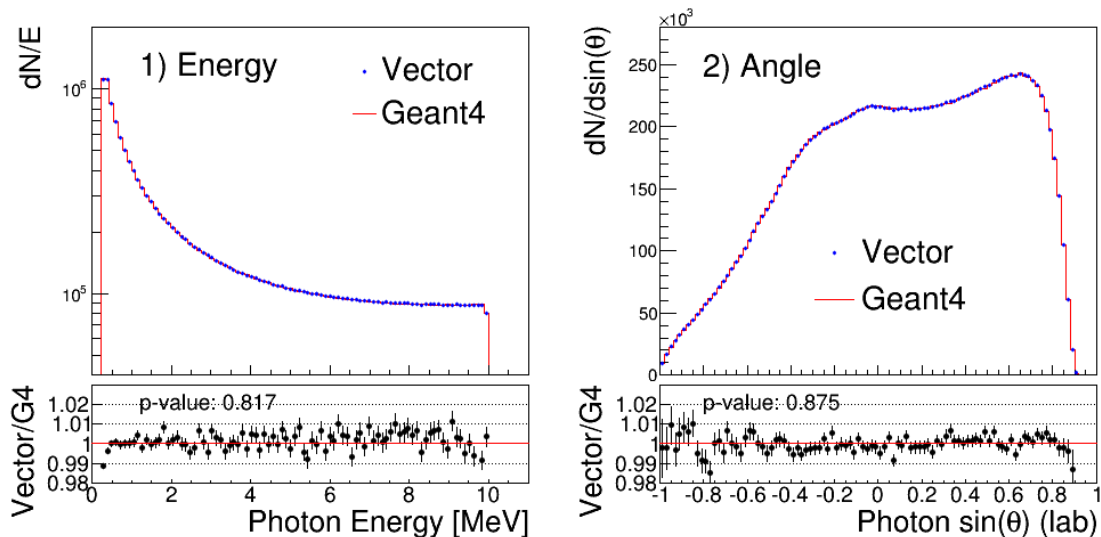 dN/E
1) Energy
Vector
Geant4
10⁶
10⁵
Vector/G4
p-value: 0.817
1.02
1.01
1
0.99
0.98
0 2 4 6 8 10
Photon Energy [MeV]
×10³
dN/dsin(θ)
2) Angle
250
200
150
100
50
0
Vector
Geant4
Vector/G4
p-value: 0.875
1.02
1.01
1
0.99
0.98
-1 -0.8 -0.6 -0.4 -0.2 0 0.2 0.4 0.6 0.8 1
Photon sin(θ) (lab)